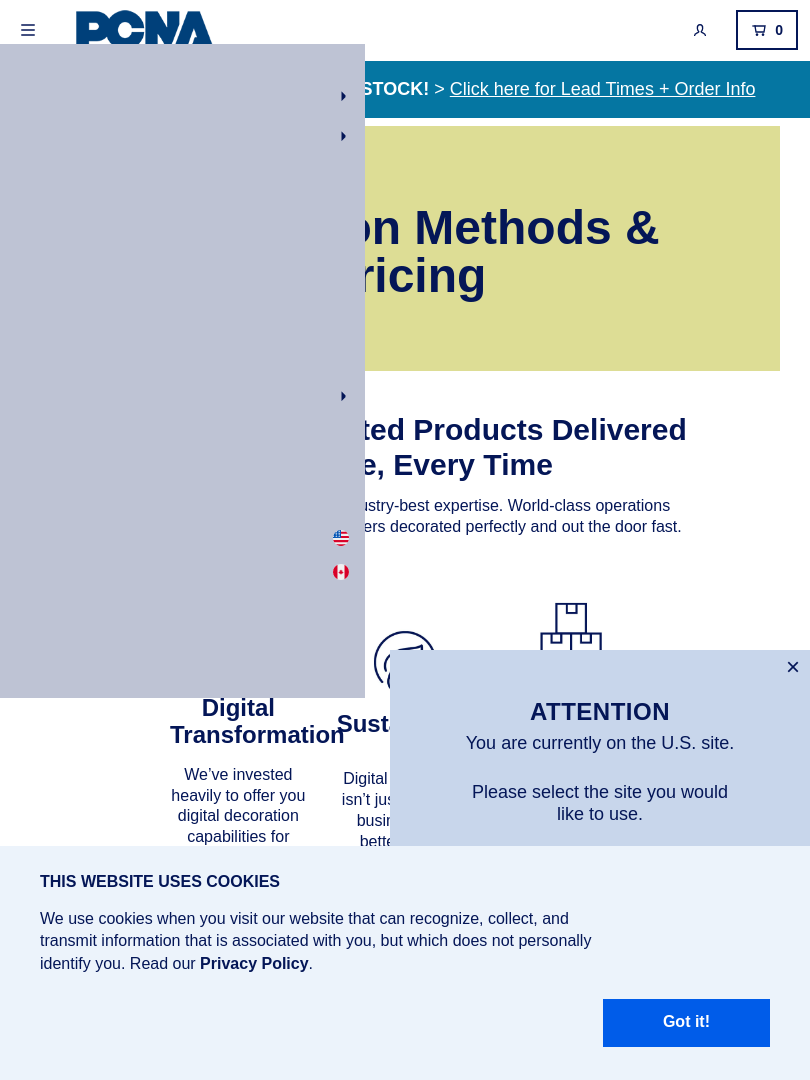 PCNA
0
STOCK! > Click here for Lead Times + Order Info
on Methods &
ricing
ted Products Delivered
e, Every Time
ustry-best expertise. World-class operations
ers decorated perfectly and out the door fast.
Digital
Transformation
We've invested
heavily to offer you
digital decoration
capabilities for
Susta
Digital
isn't jus
busin
bette
×
ATTENTION
You are currently on the U.S. site.
Please select the site you would
like to use.
THIS WEBSITE USES COOKIES
We use cookies when you visit our website that can recognize, collect, and
transmit information that is associated with you, but which does not personally
identify you. Read our Privacy Policy.
Got it!